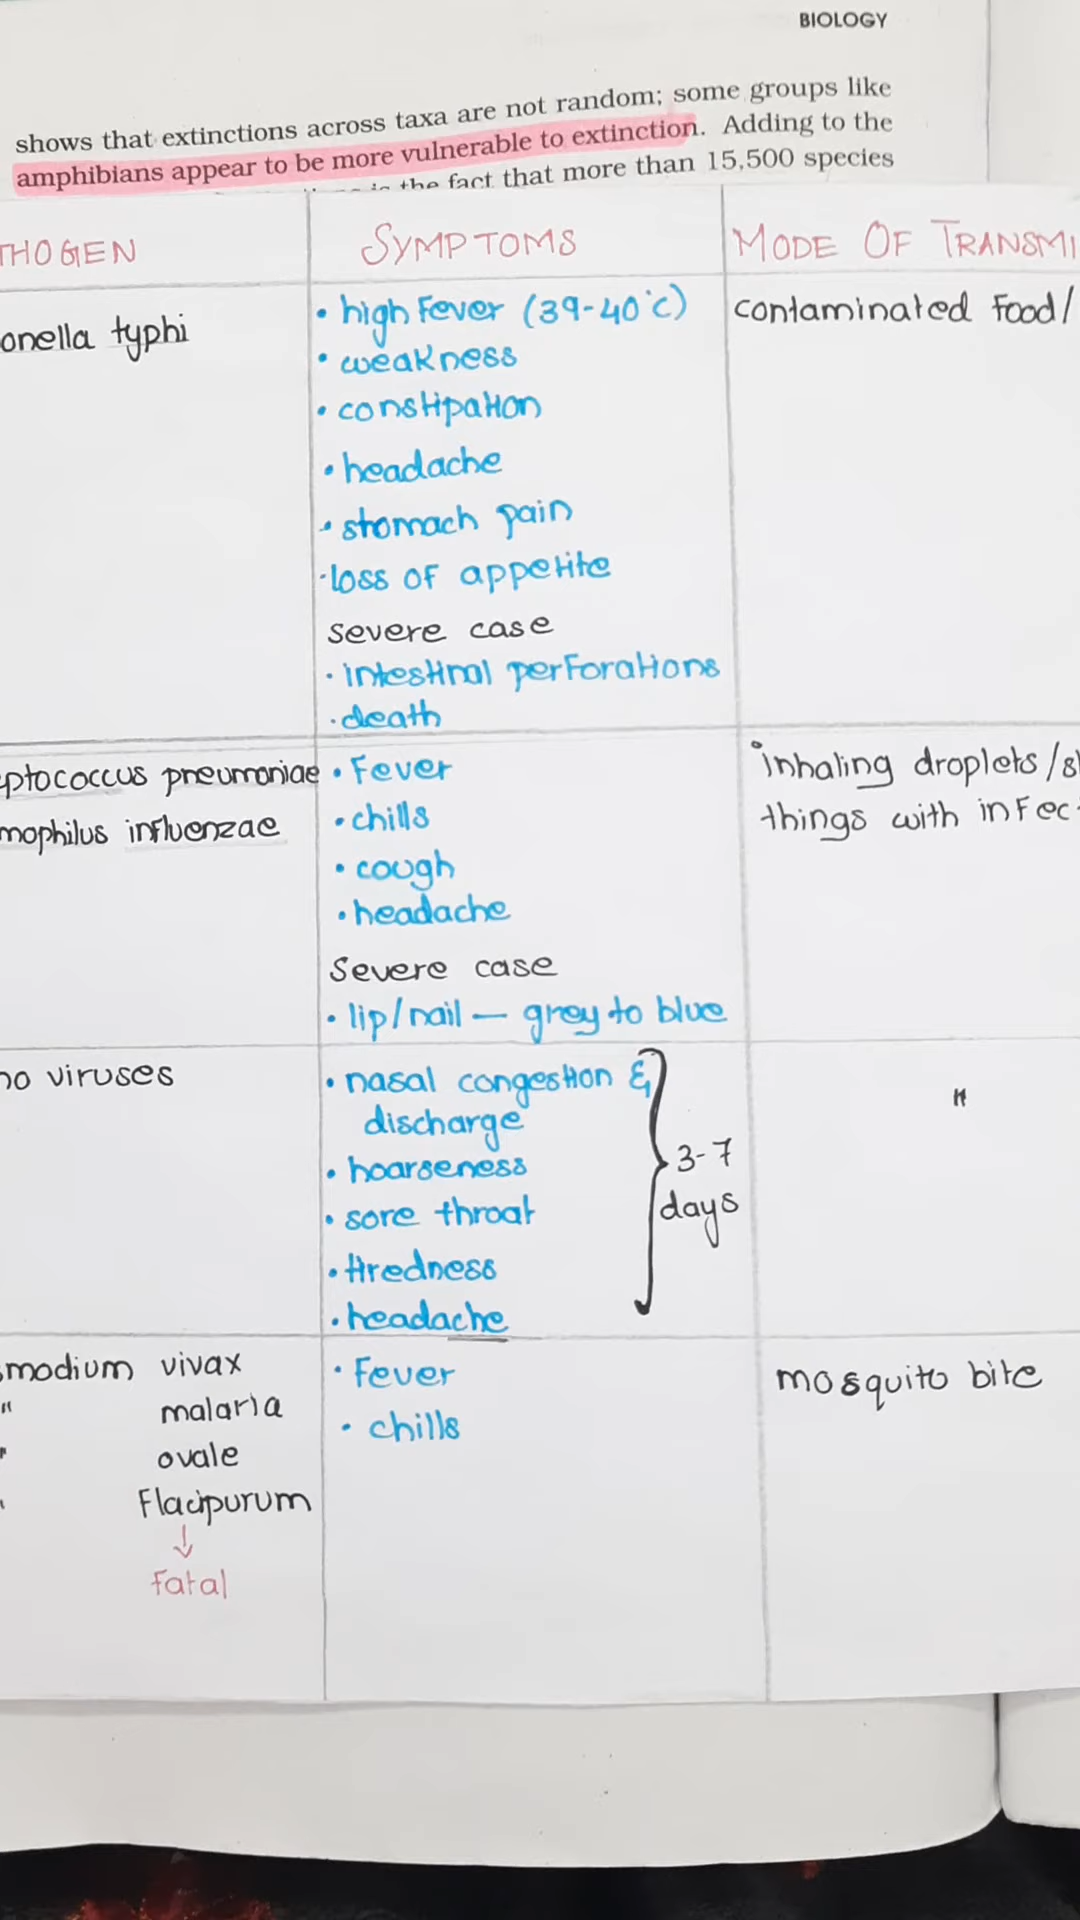 BIOLOGY
shows that extinctions across taxa are not random; some groups like
amphibians appear to be more vulnerable to extinction. Adding to the
the fact that more than 15,500 species
THOGEN
SYMPTOMS
MODE OF TRANSMI
onella typhi
• high fever (39-40°C)
• weakness
• constipation
• headache
• stomach pain
• loss of appetite
severe case
• intestinal perforations
• death
contaminated food/
eptococcus pneumoniae
mophilus influenzae
• Fever
• chills
• cough
• headache
Severe case
• lip/nail — grey to blue
inhaling droplets/s
things with infec
no viruses
• nasal congestion &
discharge
• hoarseness
• sore throat
• tiredness
• headache
3-7
days
"
smodium vivax
" malaria
" ovale
" Flacipurum
↓
fatal
• Fever
• chills
mosquito bite